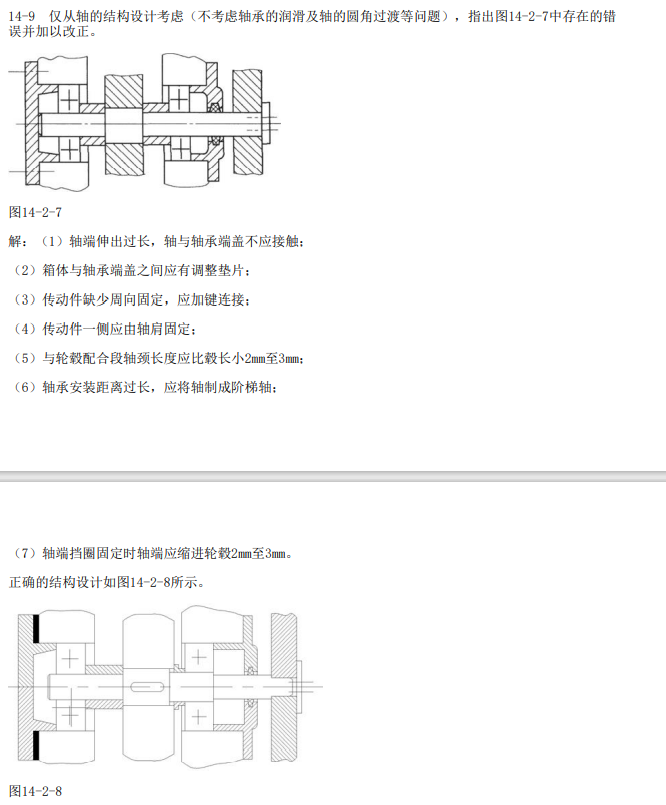 14-9 仅从轴的结构设计考虑（不考虑轴承的润滑及轴的圆角过渡等问题），指出图14-2-7中存在的错
误并加以改正。
图14-2-7
解：（1）轴端伸出过长，轴与轴承端盖不应接触；
（2）箱体与轴承端盖之间应有调整垫片；
（3）传动件缺少周向固定，应加键连接；
（4）传动件一侧应由轴肩固定；
（5）与轮毂配合段轴颈长度应比毂长小2mm至3mm；
（6）轴承安装距离过长，应将轴制成阶梯轴；
（7）轴端挡圈固定时轴端应缩进轮毂2mm至3mm。
正确的结构设计如图14-2-8所示。
图14-2-8